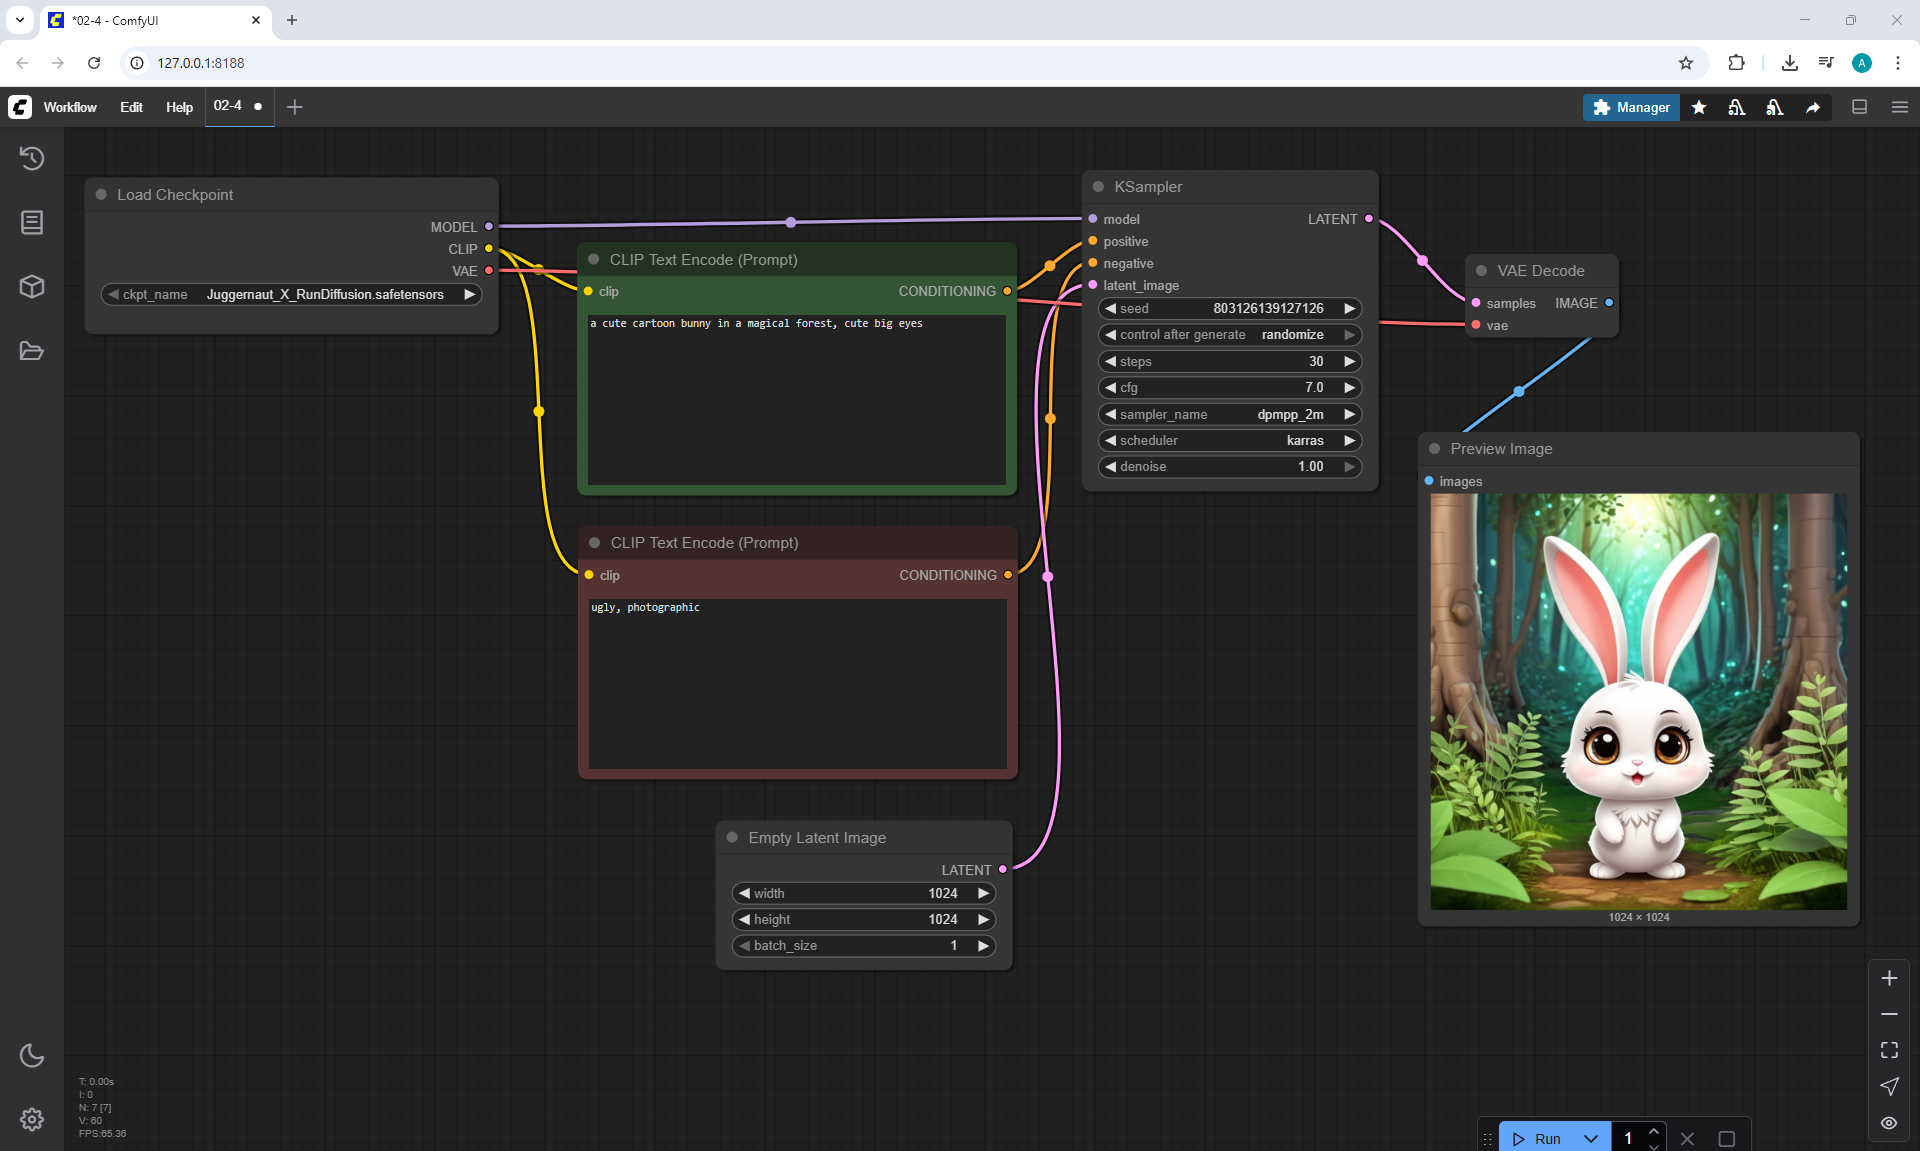 *02-4 - ComfyUI
127.0.0.1:8188
A
Workflow
Edit
Help
02-4
Manager
Load Checkpoint
MODEL
CLIP
VAE
ckpt_name Juggernaut_X_RunDiffusion.safetensors
CLIP Text Encode (Prompt)
clip CONDITIONING
a cute cartoon bunny in a magical forest, cute big eyes
CLIP Text Encode (Prompt)
clip CONDITIONING
ugly, photographic
Empty Latent Image
LATENT
width 1024
height 1024
batch_size 1
KSampler
model LATENT
positive
negative
latent_image
seed 803126139127126
control after generate randomize
steps 30
cfg 7.0
sampler_name dpmpp_2m
scheduler karras
denoise 1.00
VAE Decode
samples IMAGE
vae
Preview Image
images
1024 × 1024
T: 0.00s
I: 0
N: 7 [7]
V: 60
FPS:65.36
Run
1